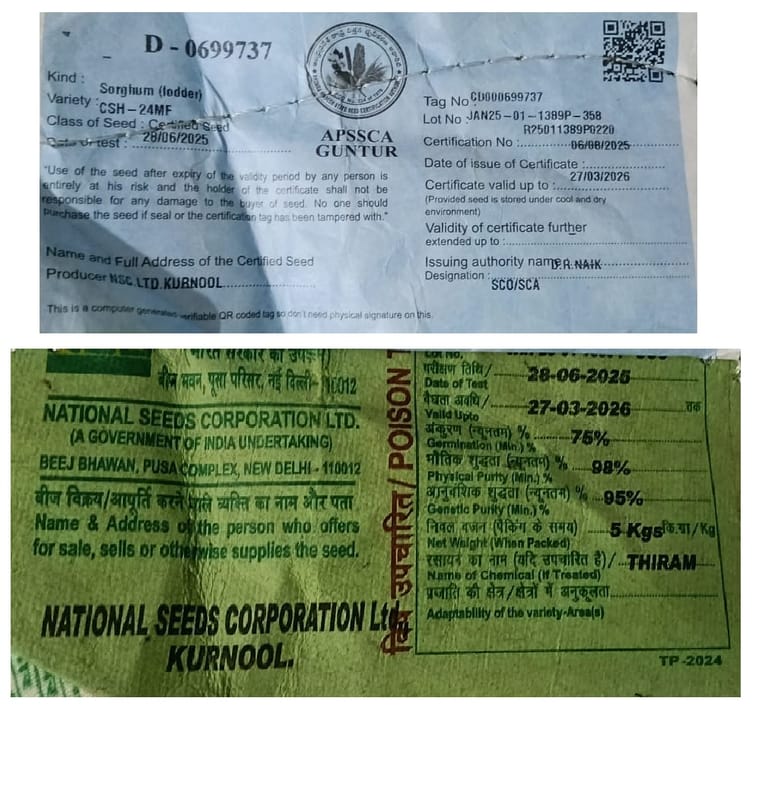 D - 0699737
Kind :
Sorghum (fodder)
Variety :
CSH-24MF
Class of Seed : Certified Seed
Date of test : 28/06/2025
"Use of the seed after expiry of the validity period by any person is
entirely at his risk and the holder of the certificate shall not be
responsible for any damage to the buyer of seed. No one should
purchase the seed if seal or the certification tag has been tampered with."
Name and Full Address of the Certified Seed
Producer NSC.LTD.KURNOOL
This is a computer generated verifiable QR coded tag so don't need physical signature on this.
APSSCA
GUNTUR
Tag No CD000699737
Lot No :JAN25-01-1389P-358
R25011389P0220
Certification No :
06/08/2025
Date of issue of Certificate :
27/03/2026
Certificate valid up to :
(Provided seed is stored under cool and dry
environment)
Validity of certificate further
extended up to :
Issuing authority name D.R.NAIK
Designation :
SCO/SCA
भारत सरकार का उपक्रम
बीज भवन, पूसा परिसर, नई दिल्ली- 110012
NATIONAL SEEDS CORPORATION LTD.
(A GOVERNMENT OF INDIA UNDERTAKING)
BEEJ BHAWAN, PUSA COMPLEX, NEW DELHI - 110012
बीज विक्रय/आपूर्ति करने वाले व्यक्ति का नाम और पता
Name & Address of the person who offers
for sale, sells or otherwise supplies the seed.
NATIONAL SEEDS CORPORATION Ltd.,
KURNOOL.
विष उपचारित / POISON
Lot No.
परीक्षण तिथि/ 28-06-2025
Date of Test
वैधता अवधि/ 27-03-2026 तक
Valid Upto
अंकुरण (न्यूनतम) % 75%
Germination (Min.) %
भौतिक शुद्धता (न्यूनतम) % 98%
Physical Purity (Min.) %
आनुवंशिक शुद्धता (न्यूनतम) % 95%
Genetic Purity (Min.) %
निवल वजन (पैकिंग के समय) 5 Kgs कि.ग्रा/Kg
Net Weight (When Packed)
रसायन का नाम (यदि उपचारित है)/ THIRAM
Name of Chemical (If Treated)
प्रजाति की क्षेत्र/क्षेत्रों में अनुकूलता
Adaptability of the variety-Area(s)
TP-2024